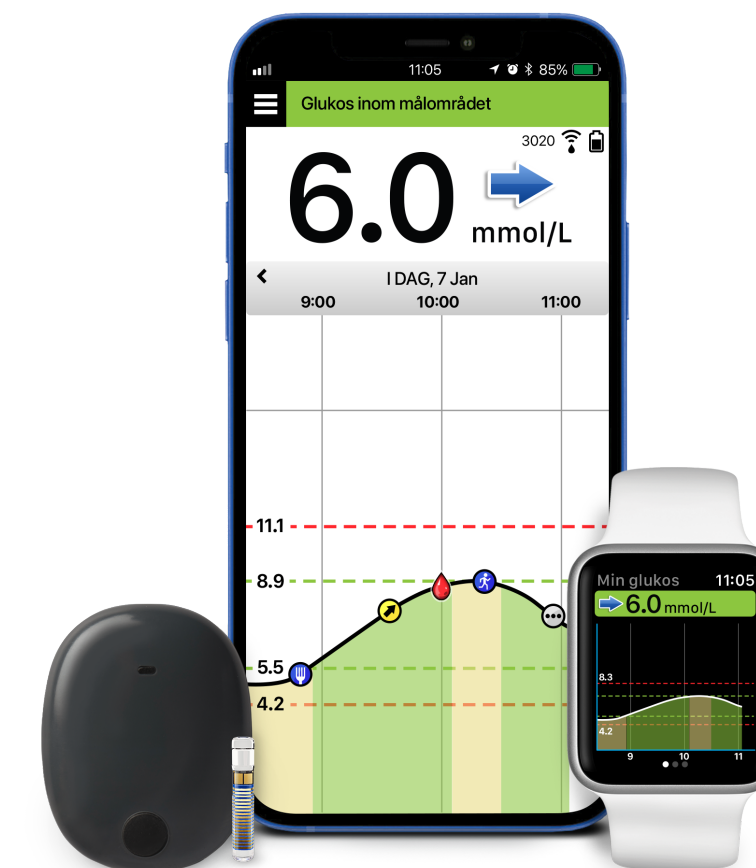 11:05
85%
Glukos inom målområdet
3020
6.0
mmol/L
I DAG, 7 Jan
9:00 10:00 11:00
11.1
8.9
5.5
4.2
Min glukos 11:05
6.0 mmol/L
8.3
4.2
9 10 11